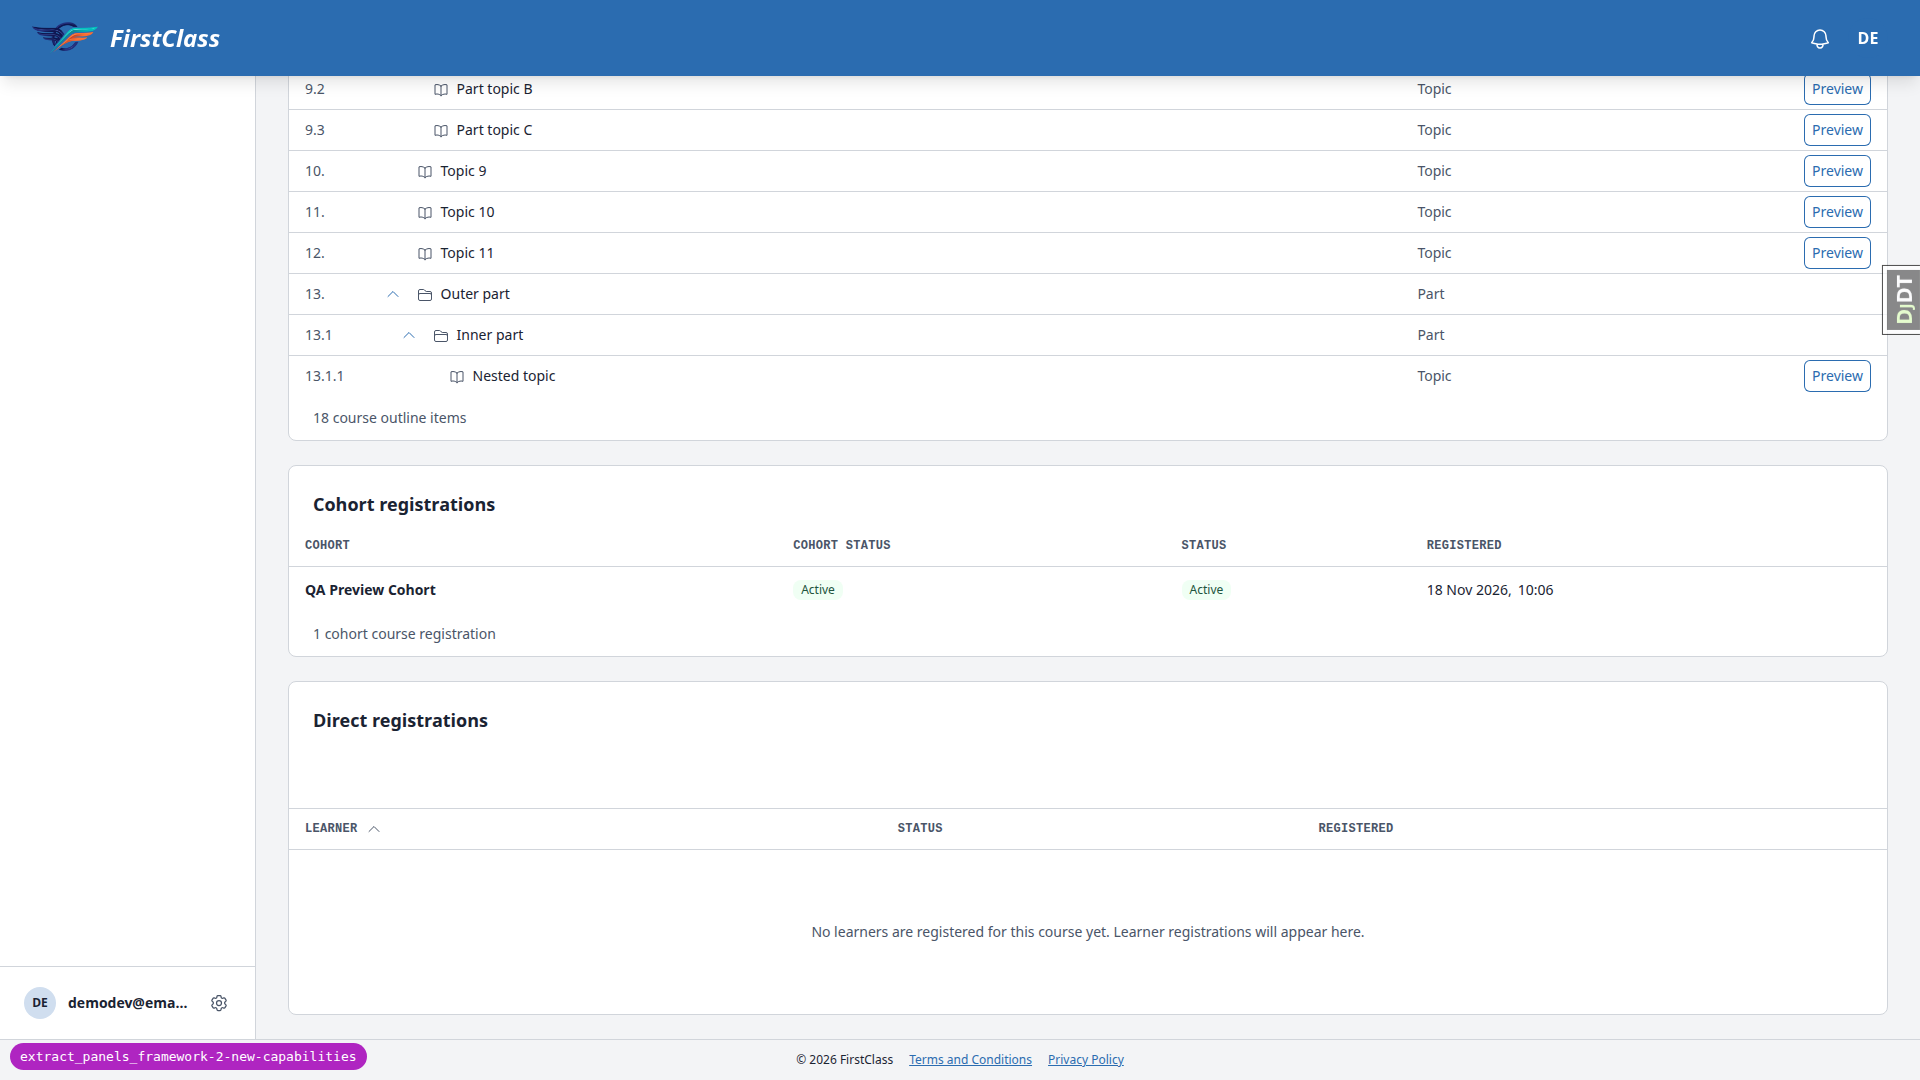 FirstClass
DE
9.2 Part topic B Topic Preview
9.3 Part topic C Topic Preview
10. Topic 9 Topic Preview
11. Topic 10 Topic Preview
12. Topic 11 Topic Preview
13. Outer part Part
13.1 Inner part Part
13.1.1 Nested topic Topic Preview
18 course outline items
DjDT
Cohort registrations
COHORT COHORT STATUS STATUS REGISTERED
QA Preview Cohort Active Active 18 Nov 2026, 10:06
1 cohort course registration
Direct registrations
LEARNER STATUS REGISTERED
No learners are registered for this course yet. Learner registrations will appear here.
DE demodev@ema...
extract_panels_framework-2-new-capabilities
© 2026 FirstClass Terms and Conditions Privacy Policy